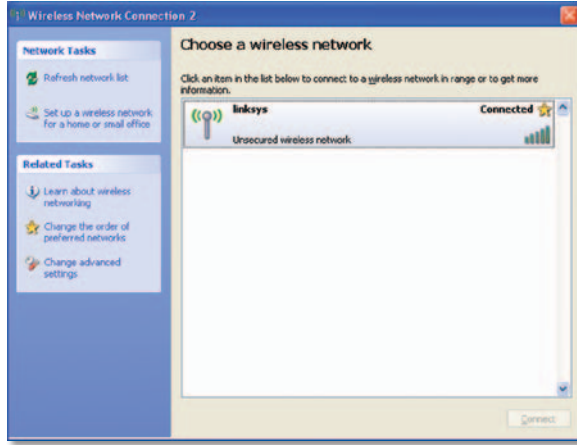 Wireless Network Connection 2
Network Tasks
Refresh network list
Set up a wireless network
for a home or small office
Related Tasks
Learn about wireless
networking
Change the order of
preferred networks
Change advanced
settings
Choose a wireless network
Click an item in the list below to connect to a wireless network in range or to get more
information.
linksys
Connected
Unsecured wireless network
Connect